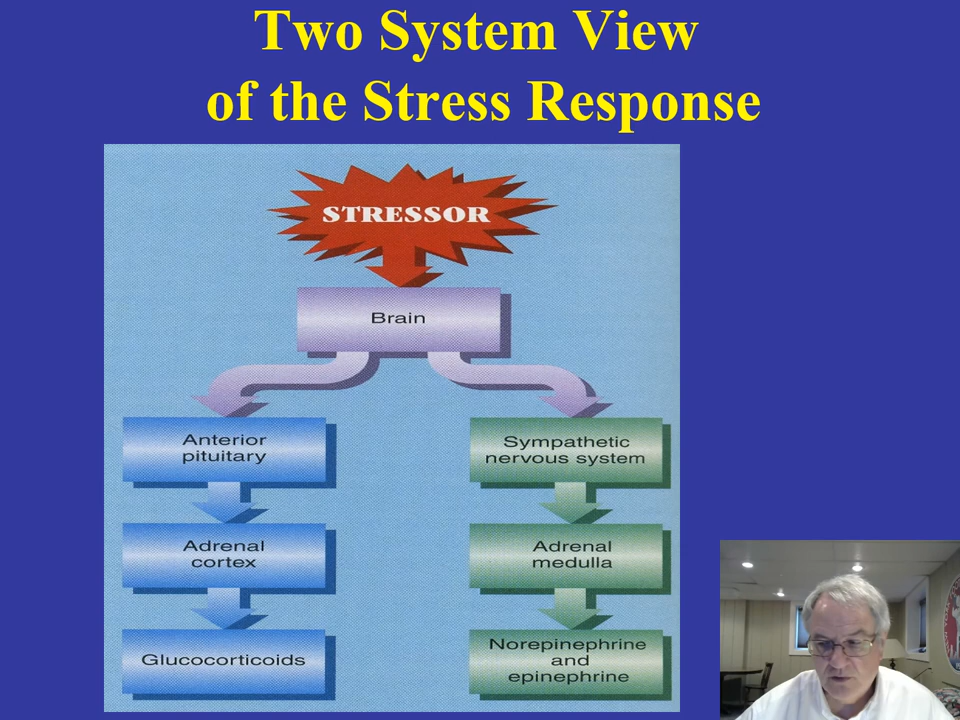 Two System View
of the Stress Response
STRESSOR
Brain
Anterior
pituitary
Sympathetic
nervous system
Adrenal
cortex
Adrenal
medulla
Glucocorticoids
Norepinephrine
and
epinephrine